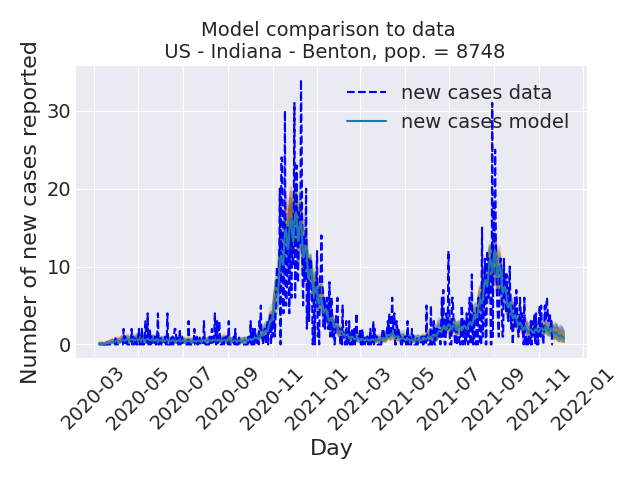 Model comparison to data
US - Indiana - Benton, pop. = 8748
Number of new cases reported
30
20
10
0
new cases data
new cases model
2020-03
2020-05
2020-07
2020-09
2020-11
2021-01
2021-03
2021-05
2021-07
2021-09
2021-11
2022-01
Day